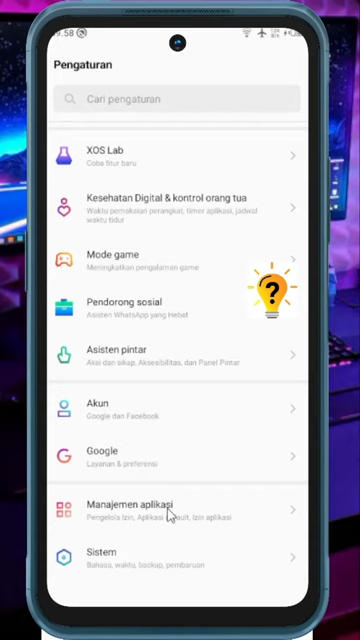 9.58
Pengaturan
Cari pengaturan
XOS Lab
Coba fitur baru
Kesehatan Digital & kontrol orang tua
Waktu pemakaian perangkat, timer aplikasi, jadwal
waktu tidur
Mode game
Meningkatkan pengalaman game
?
Pendorong sosial
Asisten WhatsApp yang Hebat
Asisten pintar
Aksi dan sikap, Aksesibilitas, dan Panel Pintar
Akun
Google dan Facebook
Google
Layanan & preferensi
Manajemen aplikasi
Pengelola Izin, Aplikasi ault, Izin aplikasi
Sistem
Bahasa, waktu, backup, pembaruan